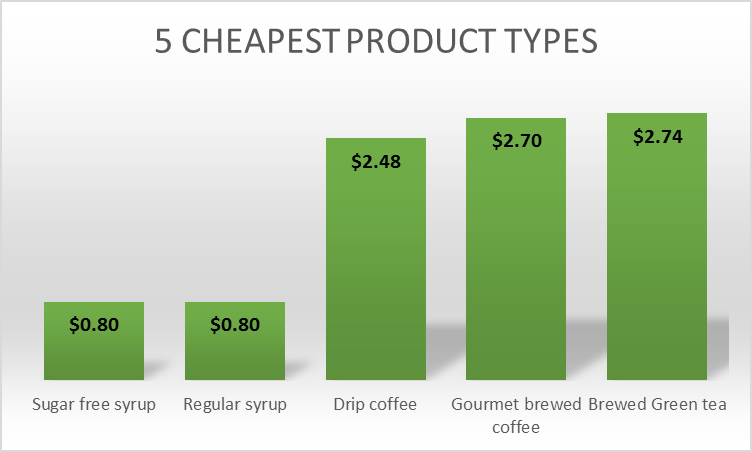 5 CHEAPEST PRODUCT TYPES
$0.80
$0.80
$2.48
$2.70
$2.74
Sugar free syrup
Regular syrup
Drip coffee
Gourmet brewed
coffee
Brewed Green tea